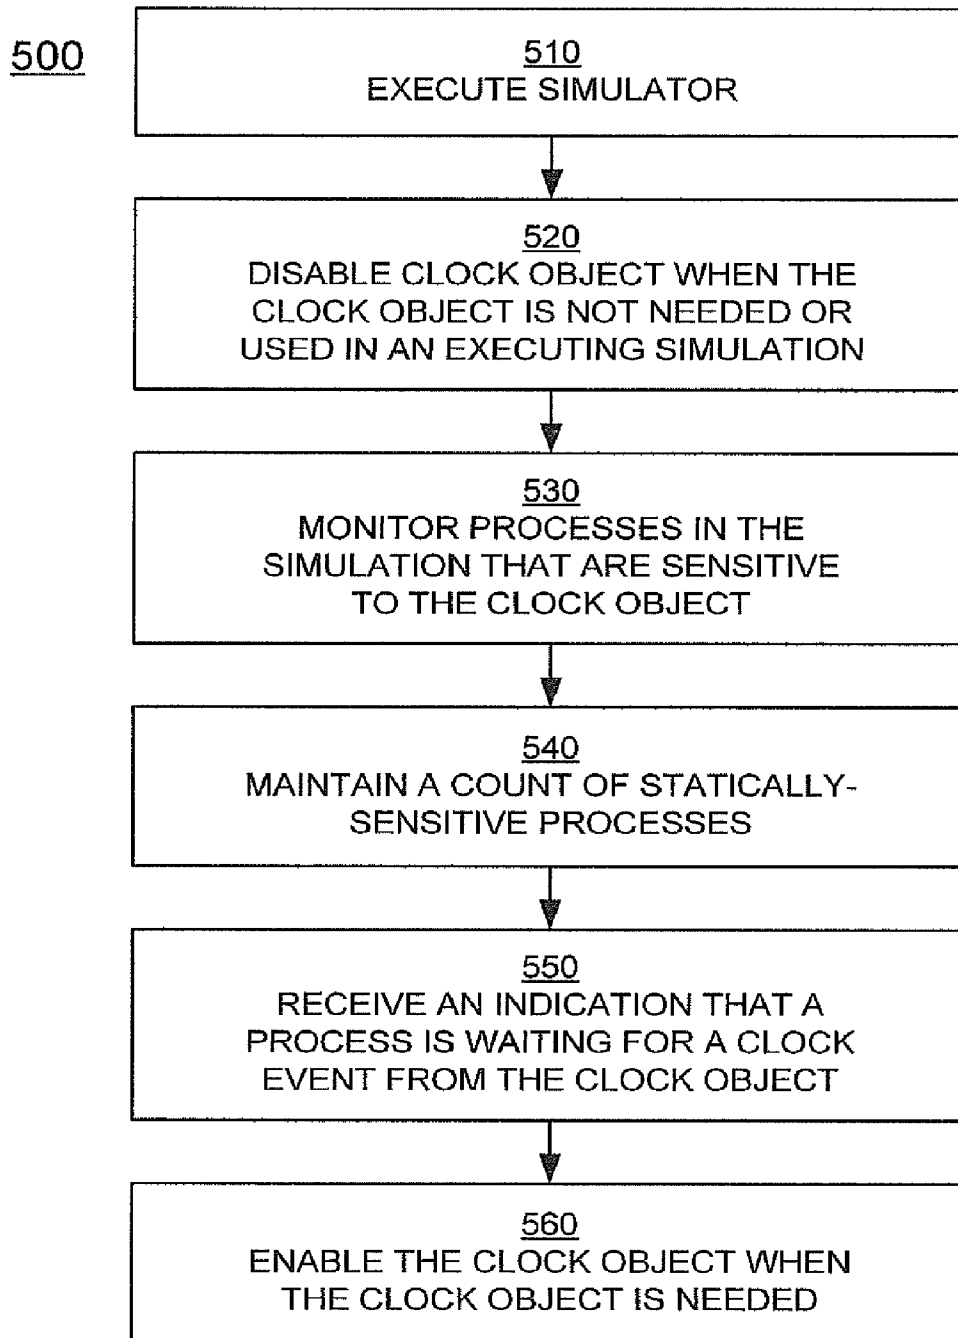 500
510
EXECUTE SIMULATOR
520
DISABLE CLOCK OBJECT WHEN THE
CLOCK OBJECT IS NOT NEEDED OR
USED IN AN EXECUTING SIMULATION
530
MONITOR PROCESSES IN THE
SIMULATION THAT ARE SENSITIVE
TO THE CLOCK OBJECT
540
MAINTAIN A COUNT OF STATICALLY-
SENSITIVE PROCESSES
550
RECEIVE AN INDICATION THAT A
PROCESS IS WAITING FOR A CLOCK
EVENT FROM THE CLOCK OBJECT
560
ENABLE THE CLOCK OBJECT WHEN
THE CLOCK OBJECT IS NEEDED